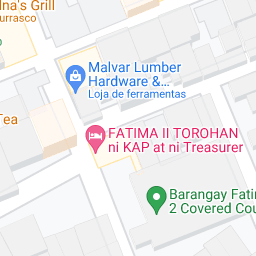 na's Grill
urrasco
Malvar Lumber
Hardware &...
Loja de ferramentas
Tea
FATIMA II TOROHAN
ni KAP at ni Treasurer
Barangay Fati
2 Covered Cou